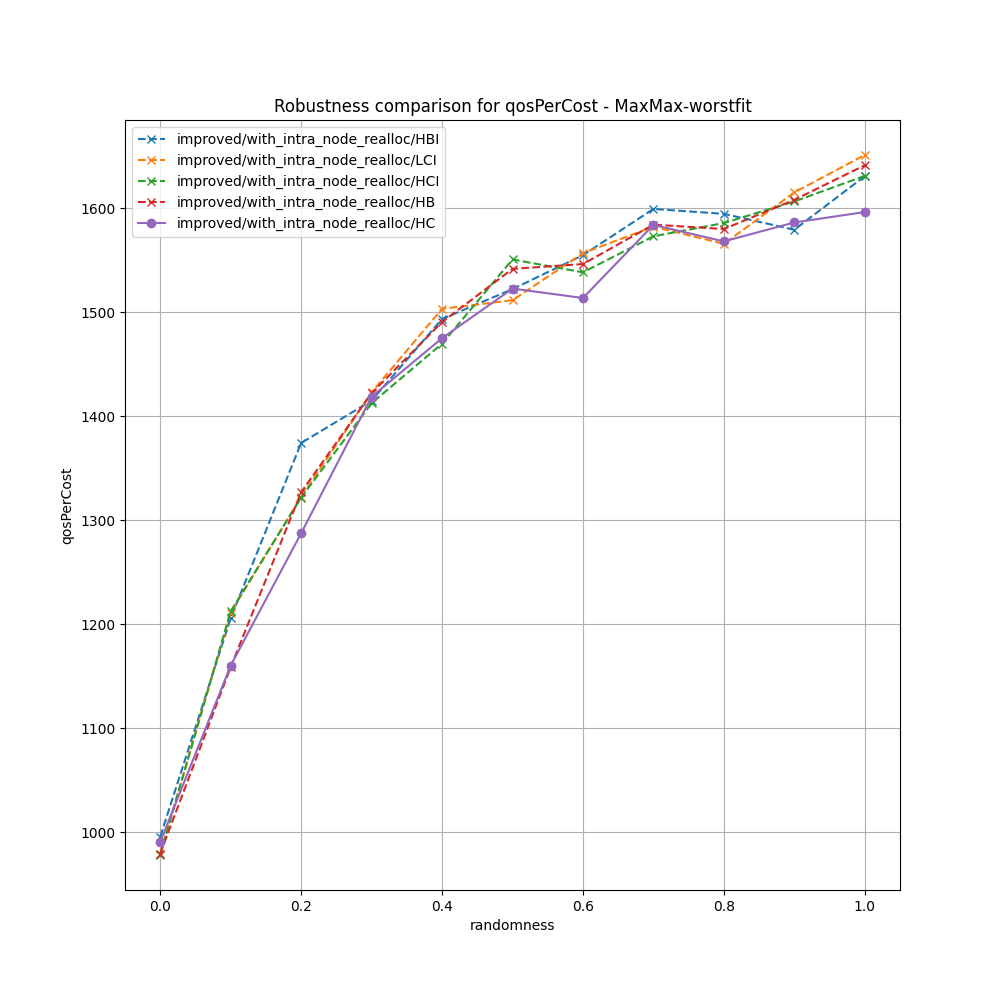 Robustness comparison for qosPerCost - MaxMax-worstfit
improved/with_intra_node_realloc/HBI
improved/with_intra_node_realloc/LCI
improved/with_intra_node_realloc/HCI
improved/with_intra_node_realloc/HB
improved/with_intra_node_realloc/HC
1600
1500
1400
1300
1200
1100
1000
qosPerCost
0.0 0.2 0.4 0.6 0.8 1.0
randomness